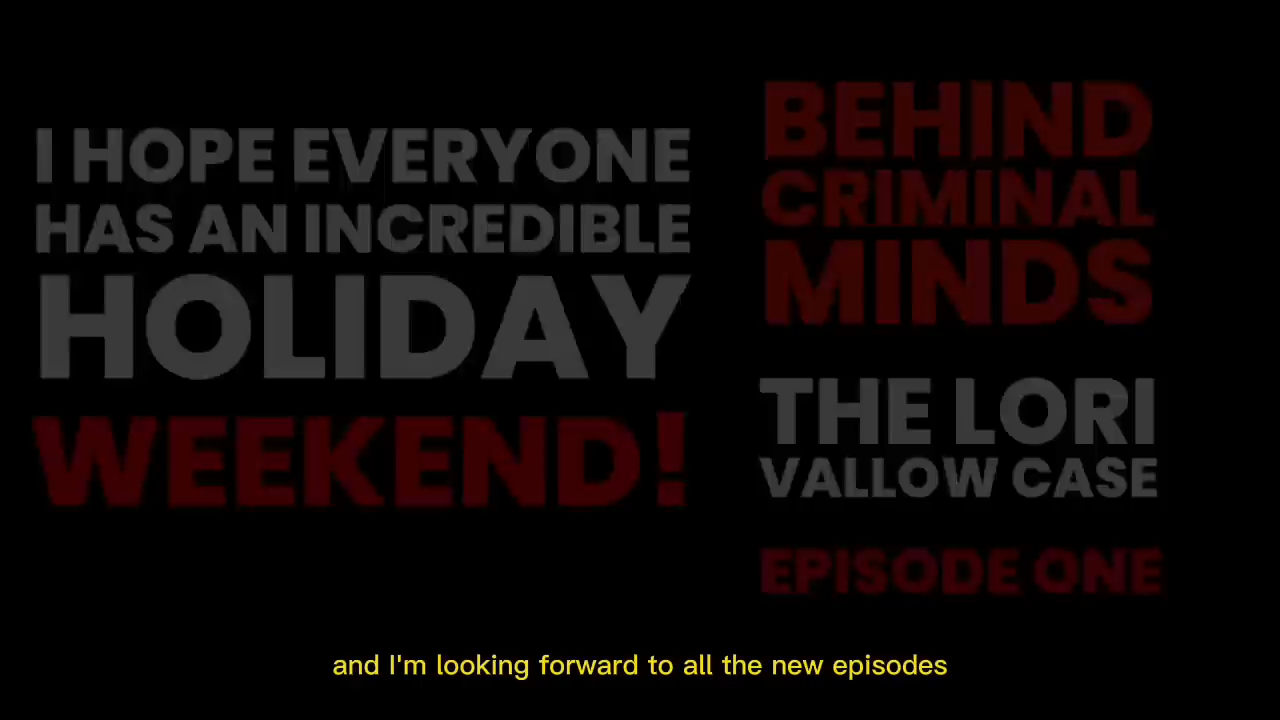 I HOPE EVERYONE
HAS AN INCREDIBLE
HOLIDAY
WEEKEND!
BEHIND
CRIMINAL
MINDS
THE LORI
VALLOW CASE
EPISODE ONE
and I'm looking forward to all the new episodes